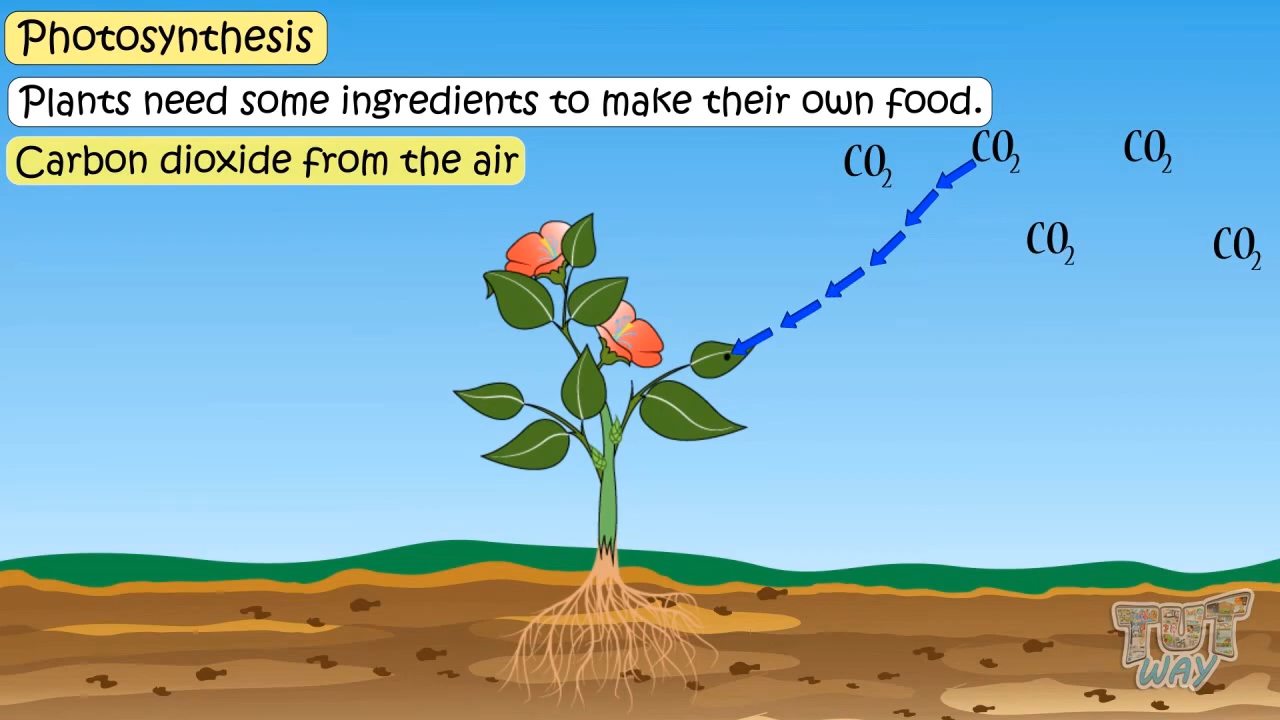 Photosynthesis
Plants need some ingredients to make their own food.
Carbon dioxide from the air
CO₂ CO₂ CO₂
CO₂ CO₂
TUT
WAY